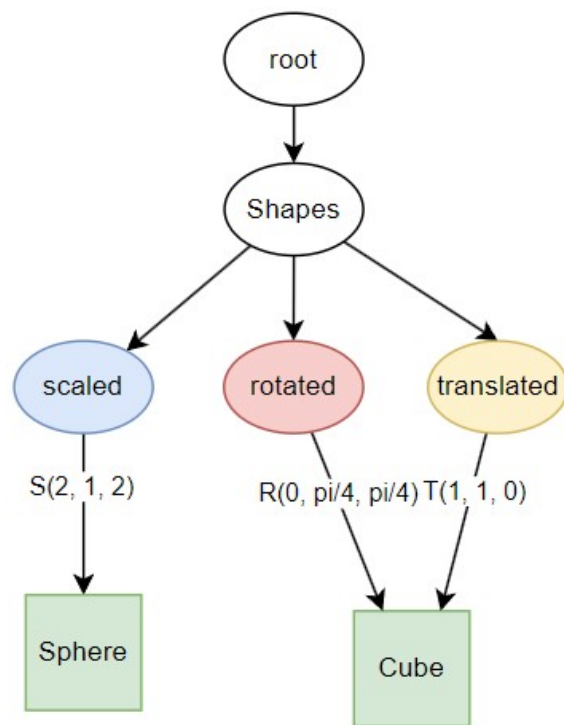 root
Shapes
scaled
rotated
translated
S(2, 1, 2)
R(0, pi/4, pi/4)
T(1, 1, 0)
Sphere
Cube